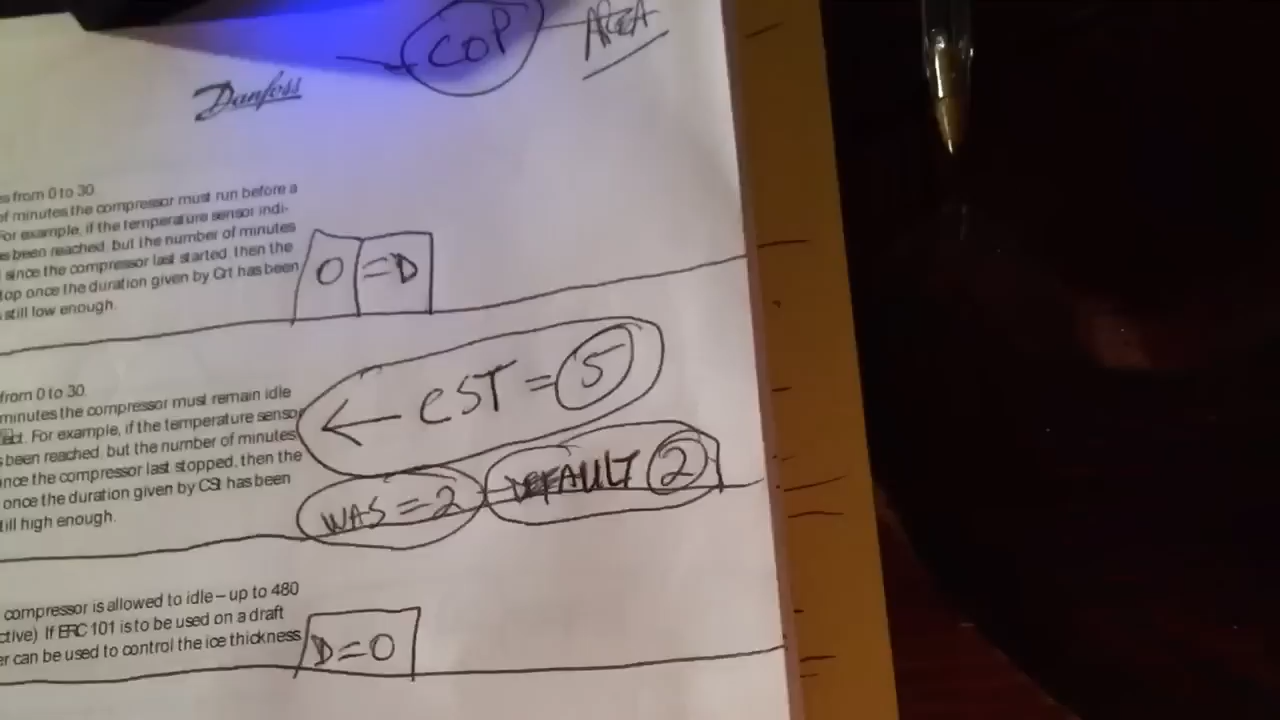 COP
AREA
Danfoss
es from 0 to 30.
of minutes the compressor must run before a
For example, if the temperature sensor indi-
s been reached, but the number of minutes
since the compressor last started, then the
top once the duration given by Crt has been
still low enough.
0 = D
from 0 to 30.
minutes the compressor must remain idle
ect. For example, if the temperature senso
been reached, but the number of minutes
nce the compressor last stopped, then the
once the duration given by CSt has been
till high enough.
← CST = 5
WAS = 2
DEFAULT 2
compressor is allowed to idle – up to 480
ctive) If ERC 101 is to be used on a draft
er can be used to control the ice thickness.
D = 0